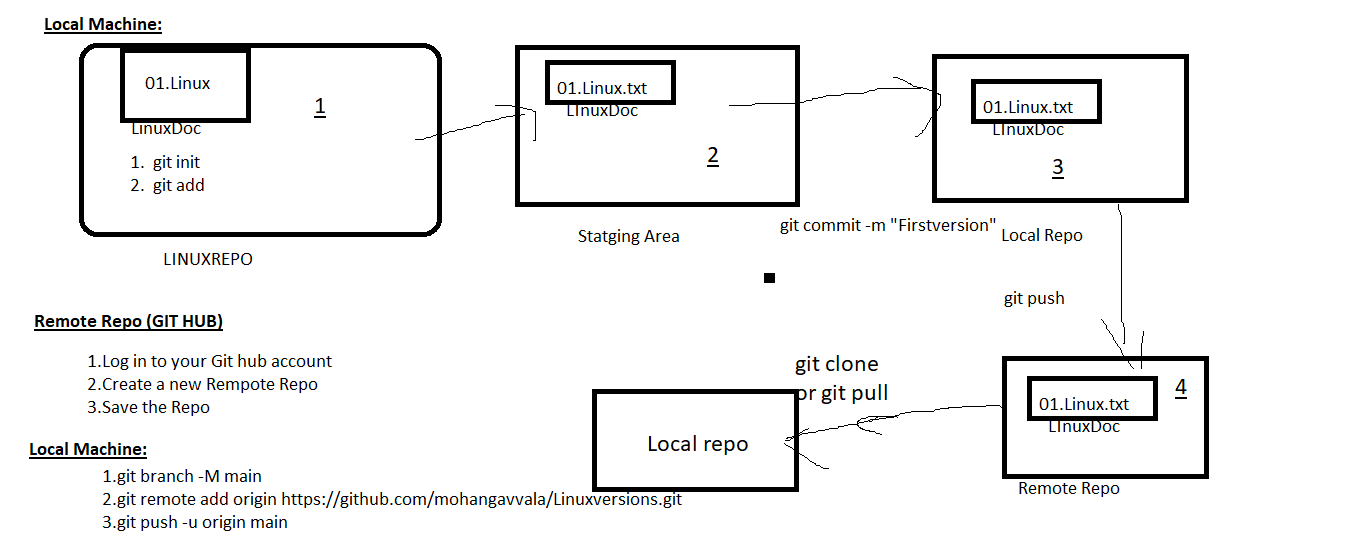 Local Machine:
01.Linux
LinuxDoc
1
1. git init
2. git add
LINUXREPO
01.Linux.txt
LInuxDoc
2
Statging Area
git commit -m "Firstversion"
01.Linux.txt
LInuxDoc
3
Local Repo
git push
Remote Repo (GIT HUB)
1.Log in to your Git hub account
2.Create a new Rempote Repo
3.Save the Repo
git clone
or git pull
Local repo
4
01.Linux.txt
LInuxDoc
Remote Repo
Local Machine:
1.git branch -M main
2.git remote add origin https://github.com/mohangavvala/Linuxversions.git
3.git push -u origin main